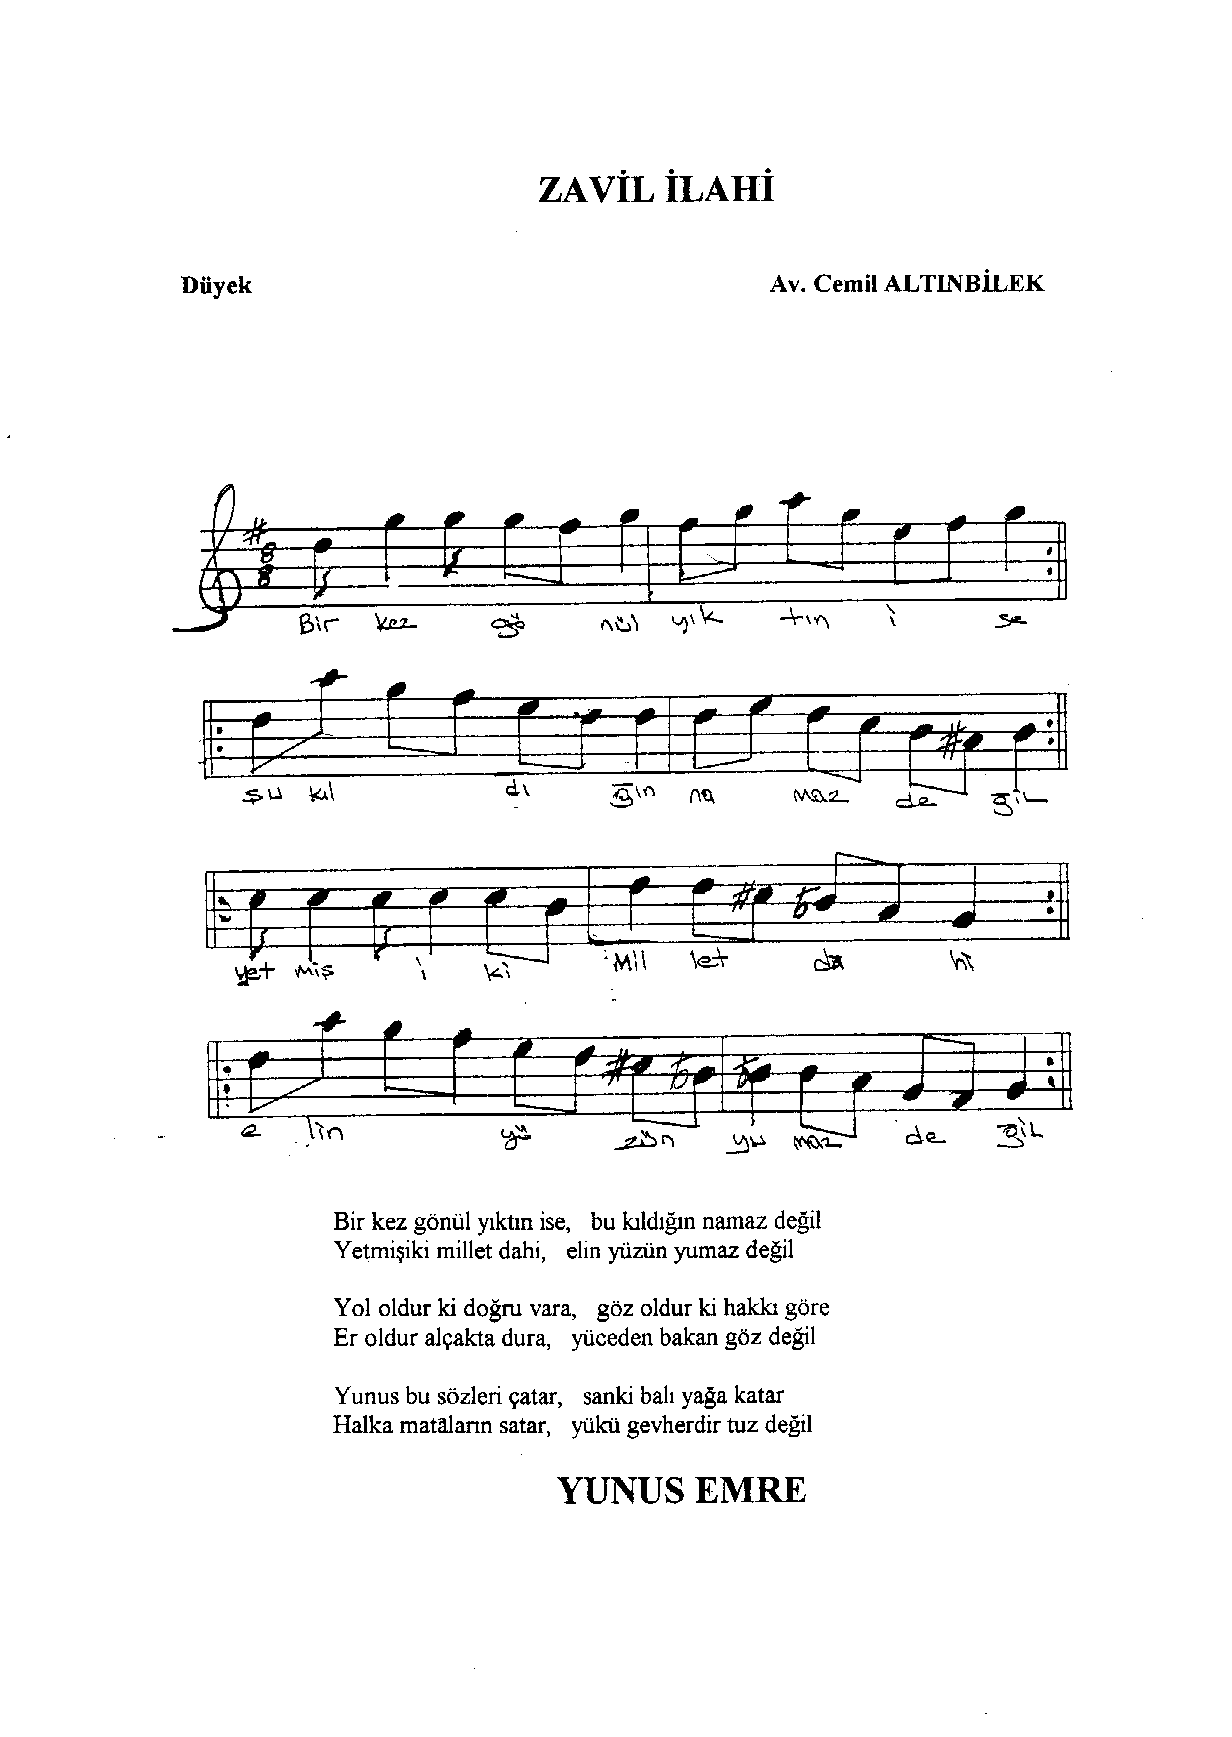 ZAVİL İLAHİ
Düyek Av. Cemil ALTINBİLEK
8
8
Bir kez gö nül yık tın i se
şu kıl dı ğın na maz de ğil
yet miş i ki Mil let da hi
e lin yü zün yu maz de ğil
Bir kez gönül yıktın ise, bu kıldığın namaz değil
Yetmişiki millet dahi, elin yüzün yumaz değil
Yol oldur ki doğru vara, göz oldur ki hakkı göre
Er oldur alçakta dura, yüceden bakan göz değil
Yunus bu sözleri çatar, sanki balı yağa katar
Halka matâların satar, yükü gevherdir tuz değil
YUNUS EMRE